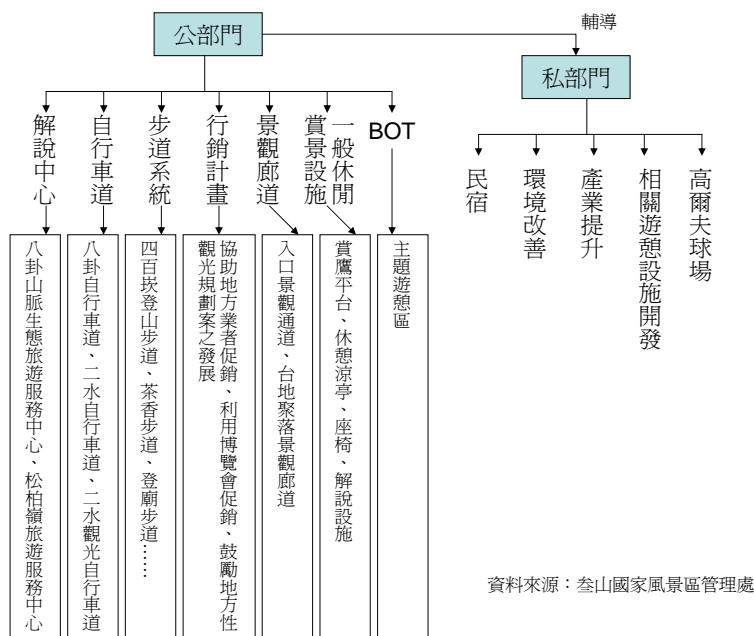 公部門
輔導
私部門
解說中心
自行車道
步道系統
行銷計畫
景觀廊道
一般休閒
賞景設施
BOT
民宿
環境改善
產業提升
相關遊憩設施開發
高爾夫球場
八卦山脈生態旅遊服務中心、松柏嶺旅遊服務中心
八卦自行車道、二水自行車道、二水觀光自行車道
四百崁登山步道、茶香步道、登廟步道……
協助地方業者促銷、利用博覽會促銷、鼓勵地方性
觀光規劃案之發展
入口景觀通道、台地聚落景觀廊道
賞鷹平台、休憩涼亭、座椅、解說設施
主題遊憩區
資料來源：參山國家風景區管理處